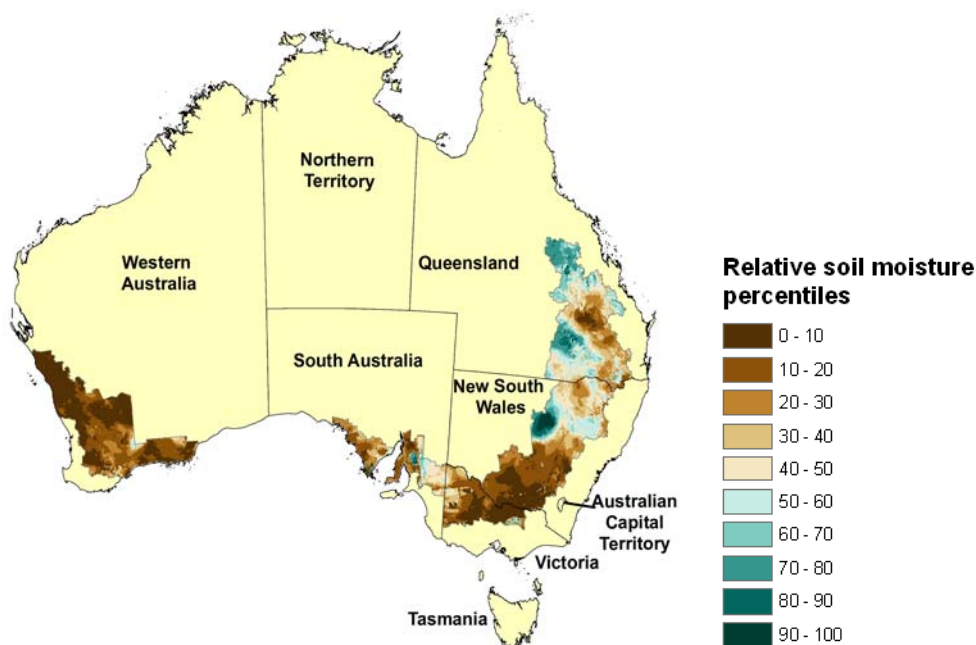 Northern
Territory
Western
Australia
Queensland
South Australia
New South
Wales
Australian
Capital
Territory
Victoria
Tasmania
Relative soil moisture
percentiles
0 - 10
10 - 20
20 - 30
30 - 40
40 - 50
50 - 60
60 - 70
70 - 80
80 - 90
90 - 100